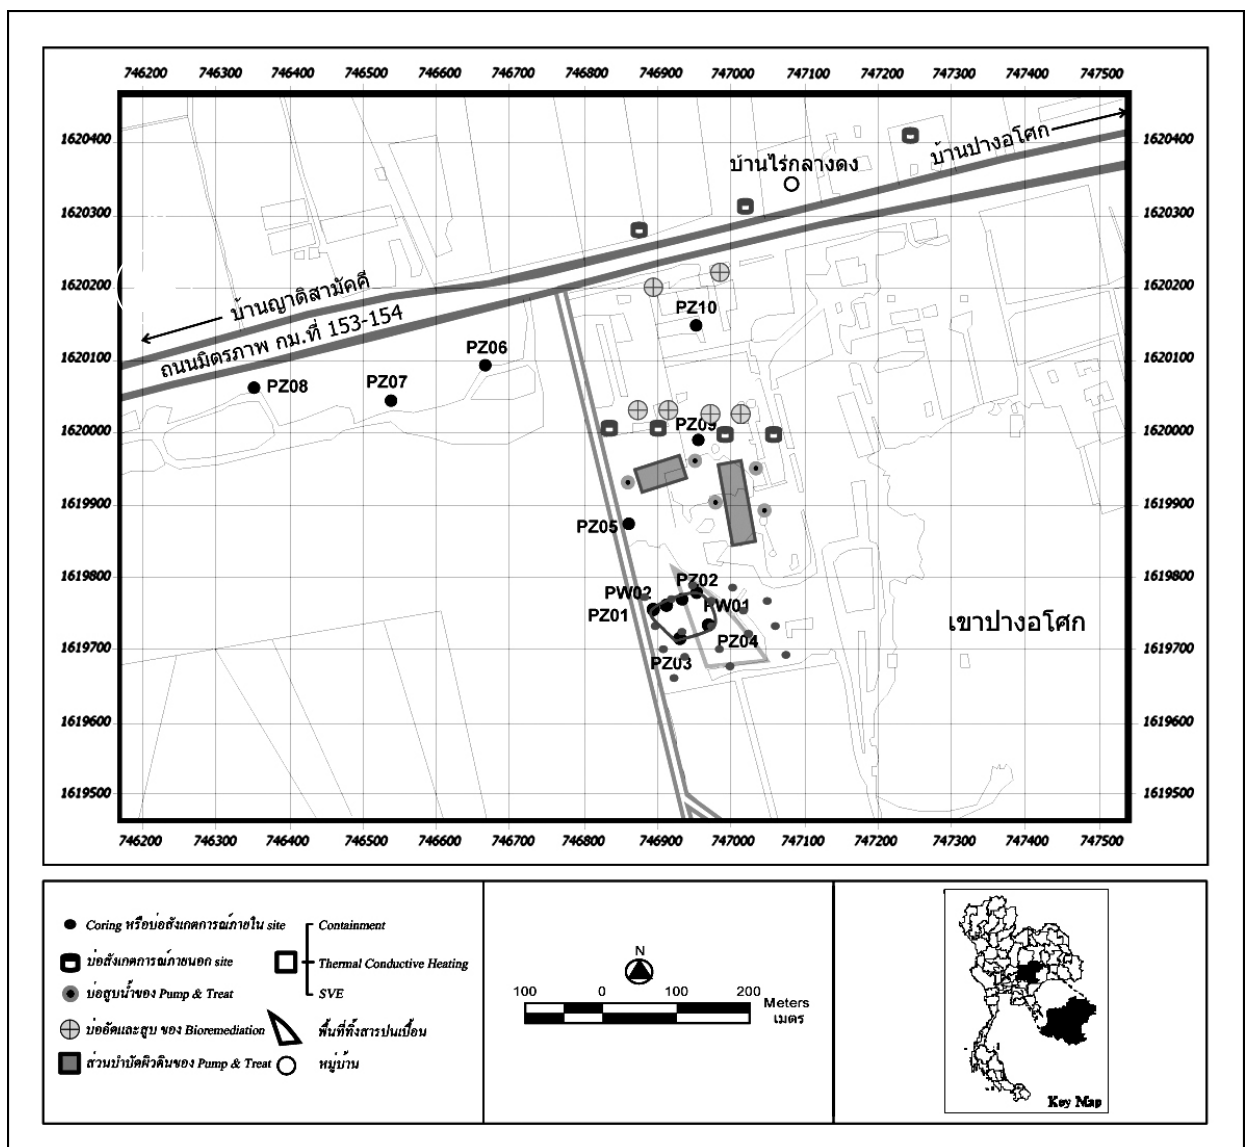 746200 746300 746400 746500 746600 746700 746800 746900 747000 747100 747200 747300 747400 747500
1620400 1620400
1620300 1620300
1620200 1620200
1620100 1620100
1620000 1620000
1619900 1619900
1619800 1619800
1619700 1619700
1619600 1619600
1619500 1619500
บ้านปางอโศก
บ้านไร่กลางดง
บ้านญาติสามัคคี
ถนนมิตรภาพ กม.ที่ 153-154
PZ10
PZ06
PZ07
PZ08
PZ09
PZ05
PZ02
PW02
PW01
PZ01
PZ04
PZ03
เขาปางอโศก
746200 746300 746400 746500 746600 746700 746800 746900 747000 747100 747200 747300 747400 747500
Coring หรือบ่อสังเกตการณ์ภายใน site
บ่อสังเกตการณ์ภายนอก site
บ่อสูบน้ำของ Pump & Treat
บ่ออัดและสูบ ของ Bioremediation
ส่วนบำบัดผิวดินของ Pump & Treat
Containment
Thermal Conductive Heating
SVE
พื้นที่ทิ้งสารปนเปื้อน
หมู่บ้าน
N
100 0 100 200 Meters
เมตร
Key Map